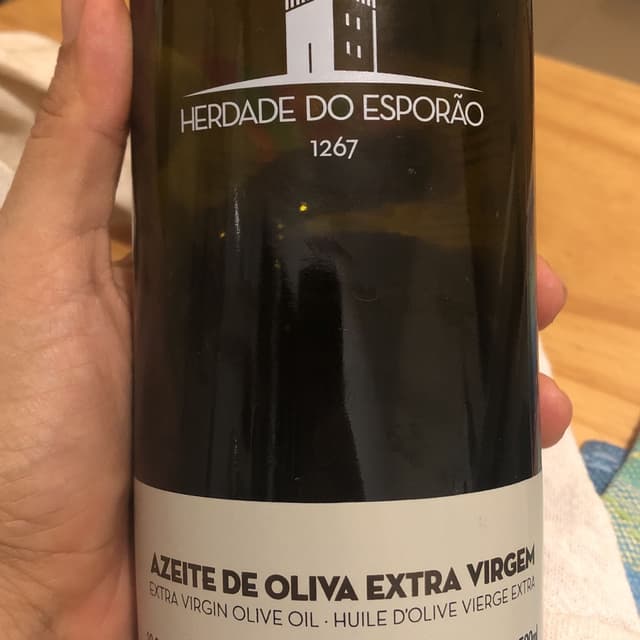 HERDADE DO ESPORÃO
1267
AZEITE DE OLIVA EXTRA VIRGEM
EXTRA VIRGIN OLIVE OIL · HUILE D'OLIVE VIERGE EXTRA